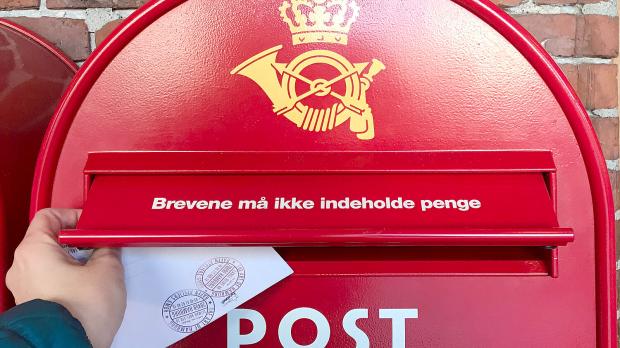 Brevene må ikke indeholde penge
POST